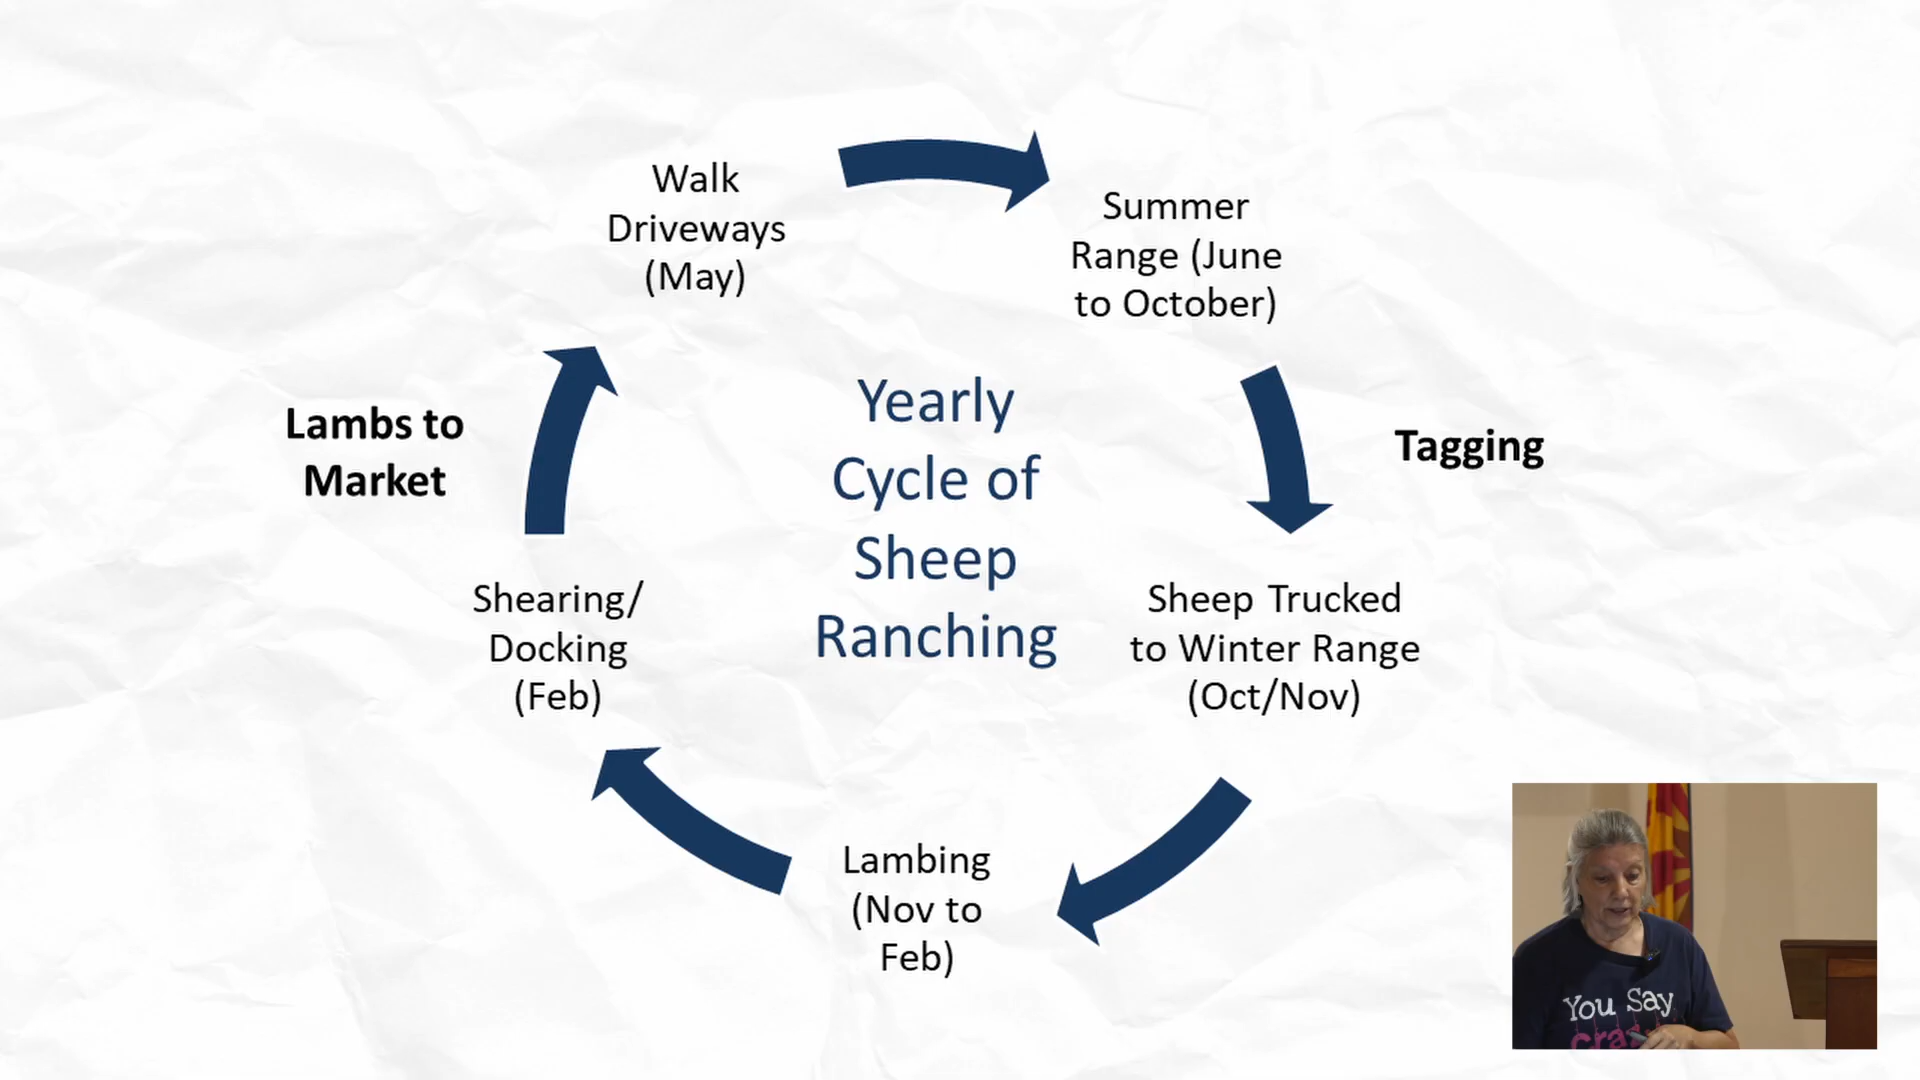 Walk
Driveways
(May)
Summer
Range (June
to October)
Yearly
Cycle of
Sheep
Ranching
Lambs to
Market
Tagging
Shearing/
Docking
(Feb)
Sheep Trucked
to Winter Range
(Oct/Nov)
Lambing
(Nov to
Feb)
You Say